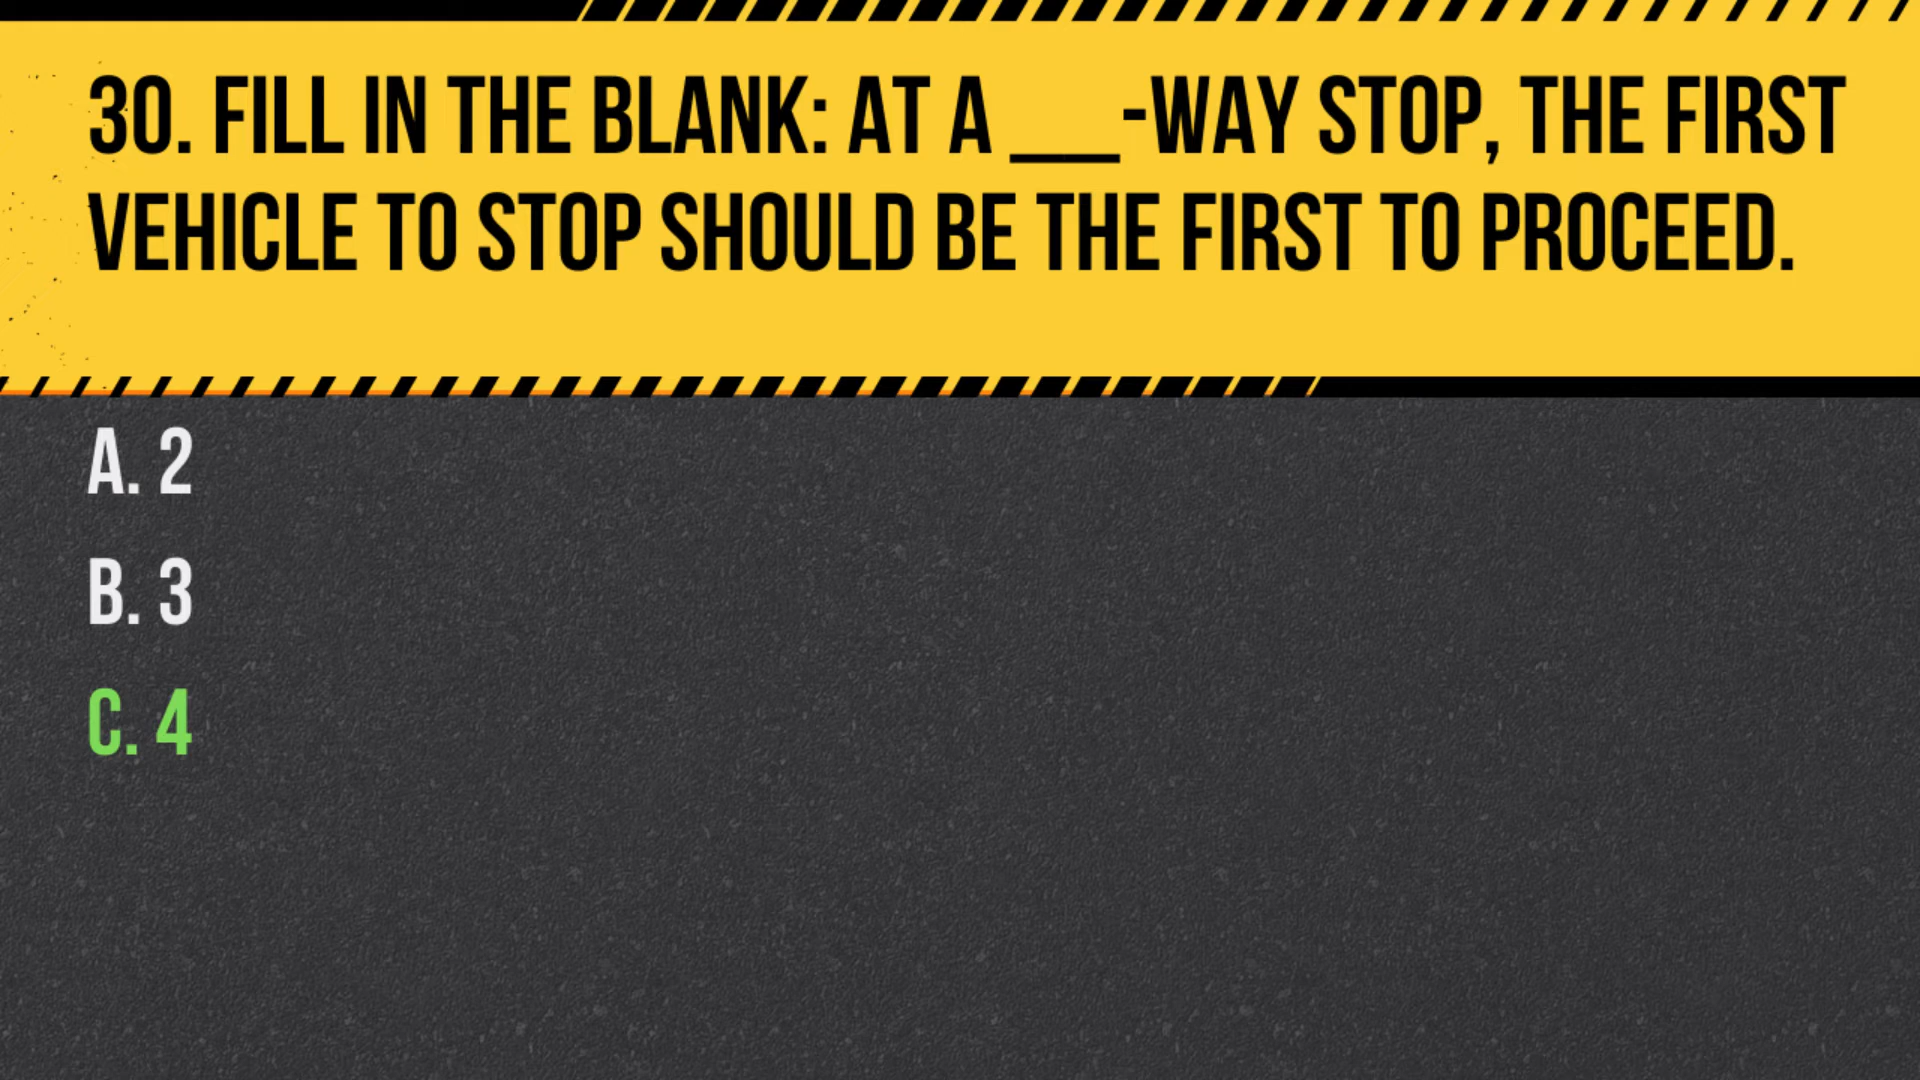 30. FILL IN THE BLANK: AT A ___-WAY STOP, THE FIRST
VEHICLE TO STOP SHOULD BE THE FIRST TO PROCEED.
A. 2
B. 3
C. 4